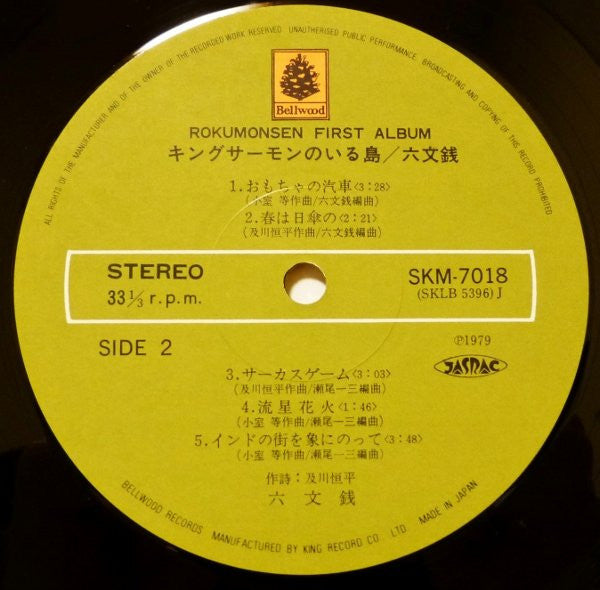 ALL RIGHTS OF THE MANUFACTURER AND OF THE OWNER OF THE RECORDED WORK RESERVED UNAUTHORISED PUBLIC PERFORMANCE BROADCASTING AND COPYING OF THIS RECORD PROHIBITED
Bellwood
ROKUMONSEN FIRST ALBUM
キングサーモンのいる島/六文銭
1.おもちゃの汽車<3:28>
(小室 等作曲/六文銭編曲)
2.春は日傘の<2:21>
(及川恒平作曲/六文銭編曲)
STEREO
33 1/3 r.p.m.
SKM-7018
(SKLB 5396) J
SIDE 2
℗1979
JASRAC
3.サーカスゲーム<3:03>
(及川恒平作曲/瀬尾一三編曲)
4.流星花火<1:46>
(小室 等作曲/瀬尾一三編曲)
5.インドの街を象にのって<3:48>
(小室 等作曲/瀬尾一三編曲)
作詩:及川恒平
六文銭
BELLWOOD RECORDS MANUFACTURED BY KING RECORD CO. LTD. MADE IN JAPAN